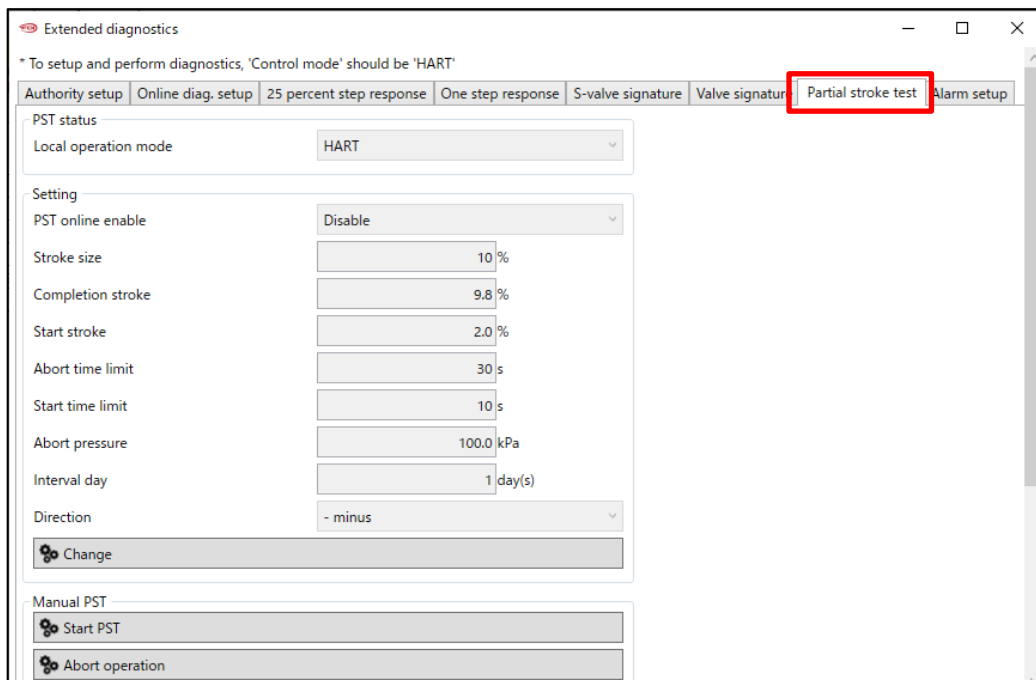 Extended diagnostics
* To setup and perform diagnostics, 'Control mode' should be 'HART'
Authority setup Online diag. setup 25 percent step response One step response S-valve signature Valve signature Partial stroke test Alarm setup
PST status
Local operation mode HART
Setting
PST online enable Disable
Stroke size 10 %
Completion stroke 9.8 %
Start stroke 2.0 %
Abort time limit 30 s
Start time limit 10 s
Abort pressure 100.0 kPa
Interval day 1 day(s)
Direction - minus
Change
Manual PST
Start PST
Abort operation